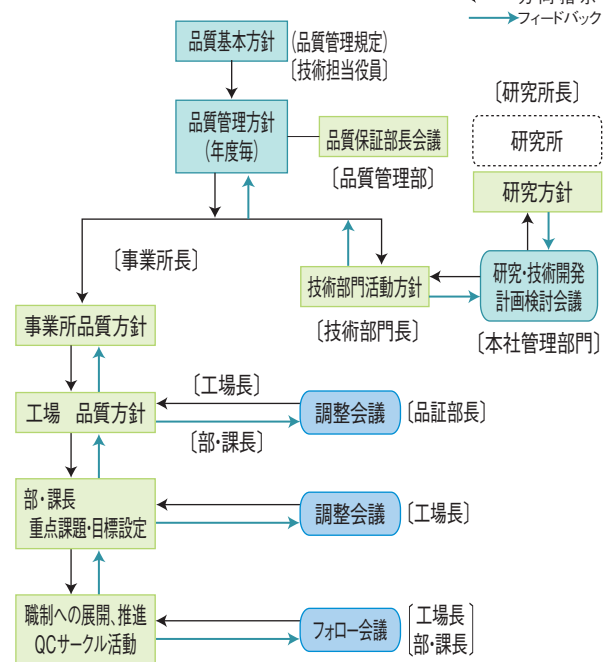 フィードバック
品質基本方針
(品質管理規定)
〔技術担当役員〕
品質管理方針
(年度毎)
品質保証部長会議
〔品質管理部〕
〔研究所長〕
研究所
研究方針
〔事業所長〕
技術部門活動方針
〔技術部門長〕
研究・技術開発
計画検討会議
〔本社管理部門〕
事業所品質方針
〔工場長〕
工場 品質方針
調整会議
〔品証部長〕
〔部・課長〕
部・課長
重点課題・目標設定
調整会議
〔工場長〕
職制への展開、推進
QCサークル活動
フォロー会議
〔工場長
部・課長〕